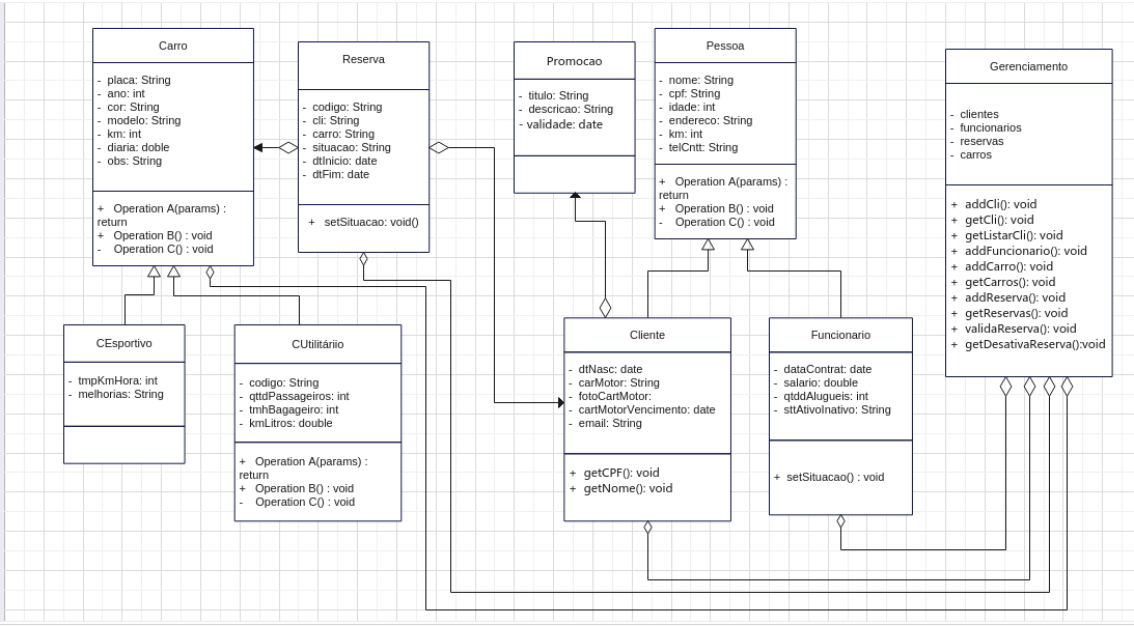 Carro
- placa: String
- ano: int
- cor: String
- modelo: String
- km: int
- diaria: doble
- obs: String
+ Operation A(params) :
return
+ Operation B() : void
- Operation C() : void
Reserva
- codigo: String
- cli: String
- carro: String
- situacao: String
- dtInicio: date
- dtFim: date
+ setSituacao: void()
Promocao
- titulo: String
- descricao: String
- validade: date
Pessoa
- nome: String
- cpf: String
- idade: int
- endereco: String
- km: int
- telCntt: String
+ Operation A(params) :
return
+ Operation B() : void
- Operation C() : void
Gerenciamento
- clientes
- funcionarios
- reservas
- carros
+ addCli(): void
+ getCli(): void
+ getListarCli(): void
+ addFuncionario(): void
+ addCarro(): void
+ getCarros(): void
+ addReserva(): void
+ getReservas(): void
+ validaReserva(): void
+ getDesativaReserva():void
CEsportivo
- tmpKmHora: int
- melhorias: String
CUtilitáriio
- codigo: String
- qttdPassageiros: int
- tmhBagageiro: int
- kmLitros: double
+ Operation A(params) :
return
+ Operation B() : void
- Operation C() : void
Cliente
- dtNasc: date
- carMotor: String
- fotoCartMotor:
- cartMotorVencimento: date
- email: String
+ getCPF(): void
+ getNome(): void
Funcionario
- dataContrat: date
- salario: double
- qtddAlugueis: int
- sttAtivoInativo: String
+ setSituacao() : void